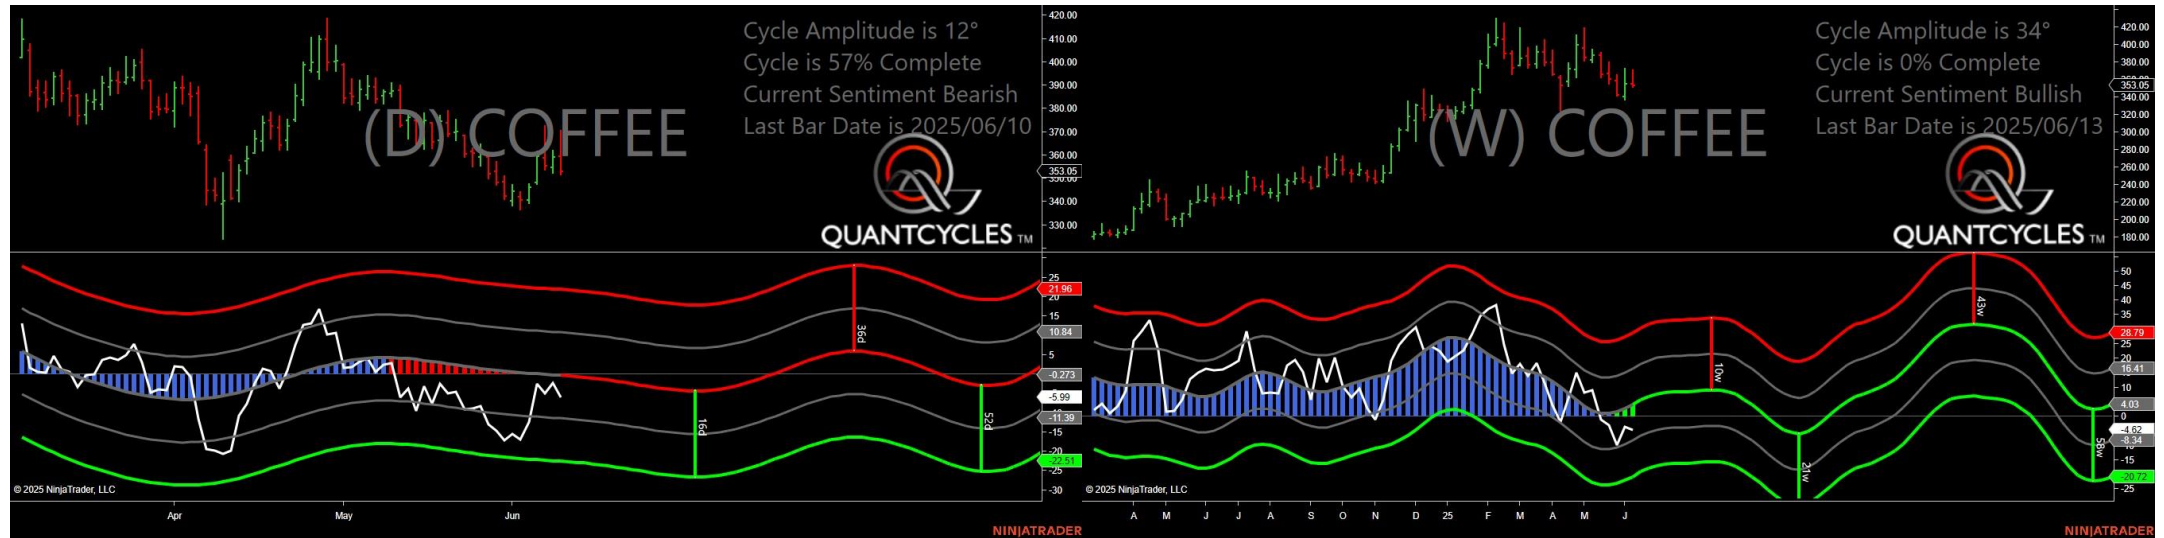 Cycle Amplitude is 12°
Cycle is 57% Complete
Current Sentiment Bearish
Last Bar Date is 2025/06/10
(D) COFFEE
QUANTCYCLES TM
420.00
410.00
400.00
390.00
380.00
370.00
360.00
353.05
340.00
330.00
25
21.96
20
15
10.84
5
-0.273
-5.99
-11.39
-15
-20
-22.51
-25
-30
36d
16d
52d
© 2025 NinjaTrader, LLC
Apr
May
Jun
NINJATRADER
Cycle Amplitude is 34°
Cycle is 0% Complete
Current Sentiment Bullish
Last Bar Date is 2025/06/13
(W) COFFEE
QUANTCYCLES TM
420.00
400.00
380.00
353.05
340.00
320.00
300.00
280.00
260.00
240.00
220.00
200.00
180.00
50
45
40
35
28.79
25
20
16.41
10
4.03
0
-4.62
-8.34
-15
-20.72
-25
43w
10w
21w
58w
© 2025 NinjaTrader, LLC
A M J J A S O N D 25 F M A M J
NINJATRADER